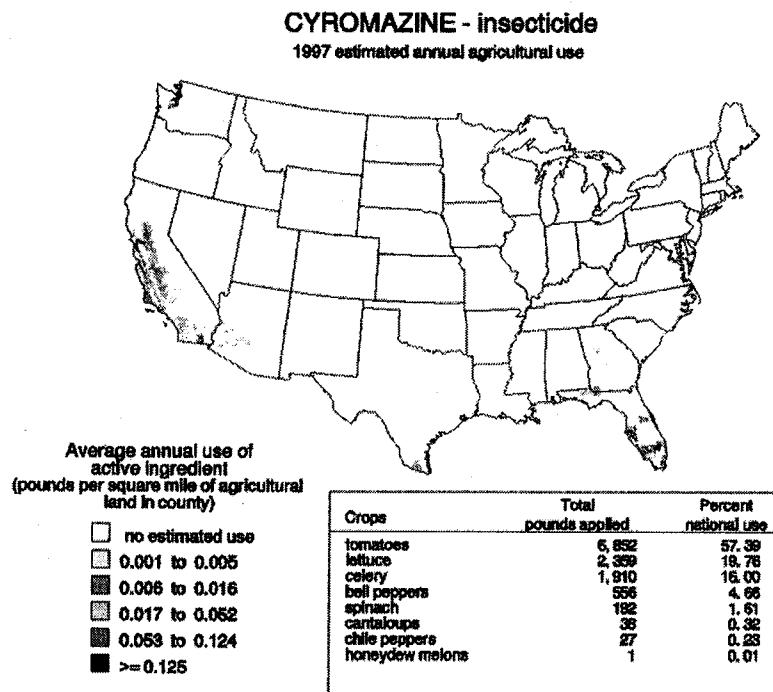 CYROMAZINE - insecticide
1997 estimated annual agricultural use
Average annual use of
active ingredient
(pounds per square mile of agricultural
land in county)
no estimated use
0.001 to 0.005
0.006 to 0.016
0.017 to 0.052
0.053 to 0.124
>= 0.125
Crops Total pounds applied Percent national use
tomatoes 6,852 57.39
lettuce 2,359 19.76
celery 1,910 16.00
bell peppers 556 4.66
spinach 192 1.61
cantaloups 38 0.32
chile peppers 27 0.23
honeydew melons 1 0.01